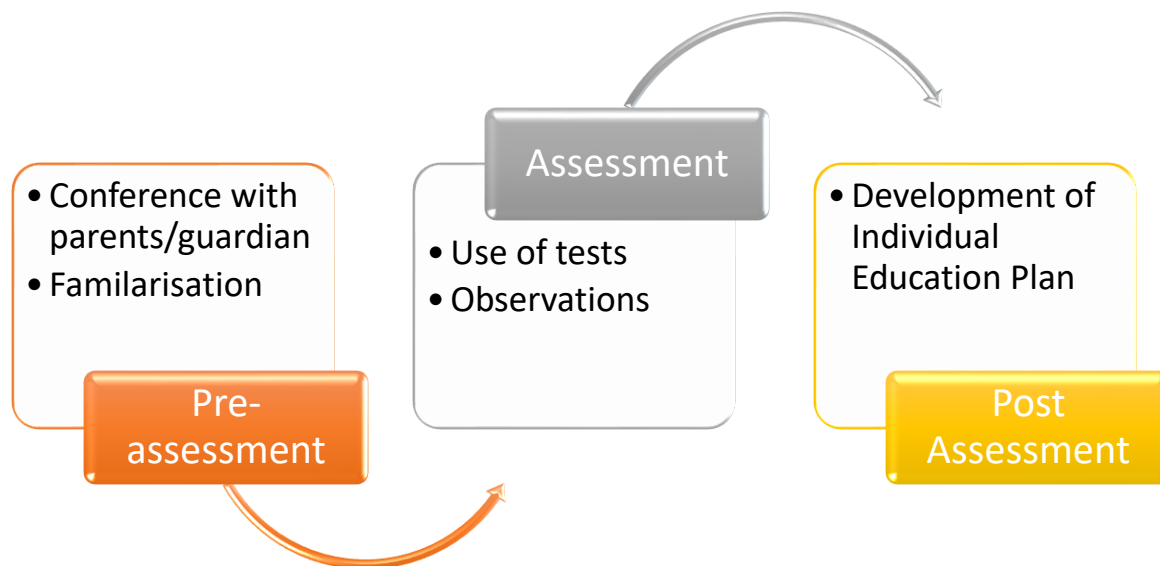 • Conference with
parents/guardian
• Familarisation
Pre-
assessment
Assessment
• Use of tests
• Observations
• Development of
Individual
Education Plan
Post
Assessment